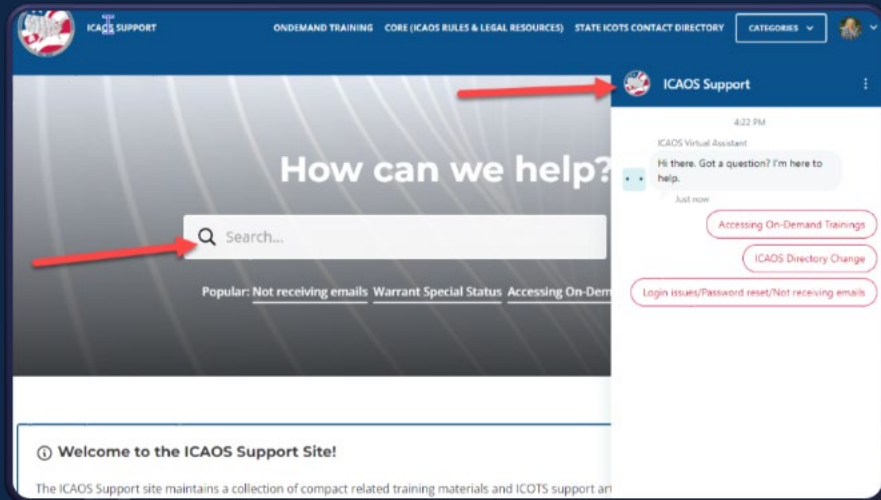 ICAOS SUPPORT
ONDEMAND TRAINING CORE (ICAOS RULES & LEGAL RESOURCES) STATE ICOTS CONTACT DIRECTORY CATEGORIES
ICAOS Support
4:22 PM
ICAOS Virtual Assistant
Hi there. Got a question? I'm here to
help.
Just now
Accessing On-Demand Trainings
ICAOS Directory Change
Login issues/Password reset/Not receiving emails
How can we help?
Search...
Popular: Not receiving emails Warrant Special Status Accessing On-Dem
Welcome to the ICAOS Support Site!
The ICAOS Support site maintains a collection of compact related training materials and ICOTS support art